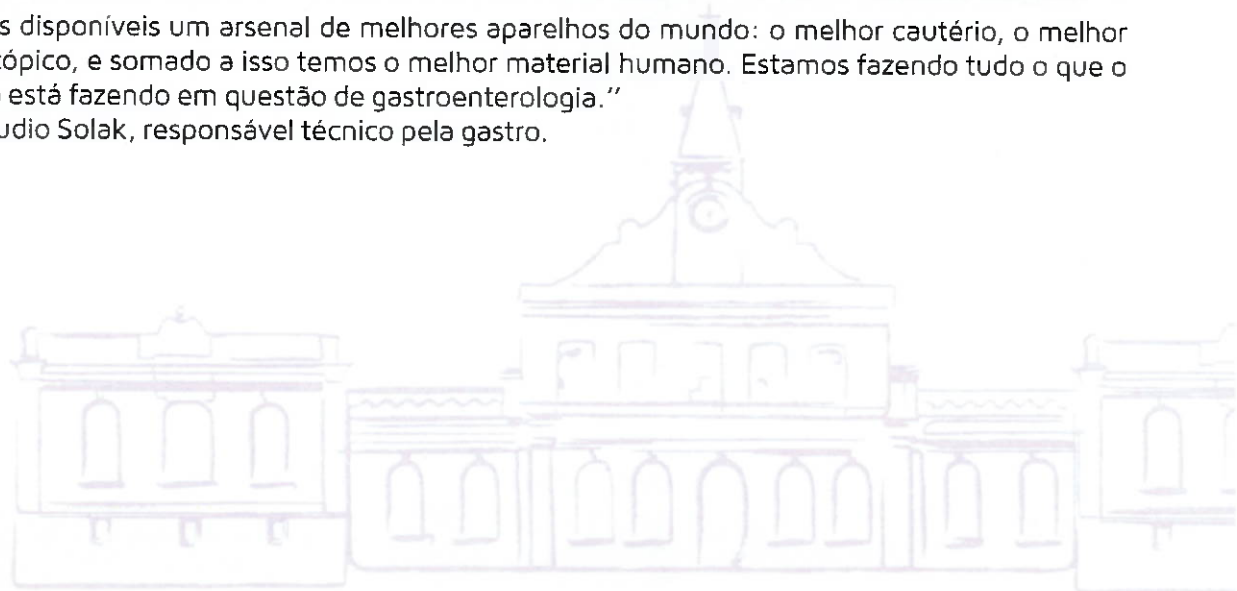 s disponíveis um arsenal de melhores aparelhos do mundo: o melhor cautério, o melhor
ópico, e somado a isso temos o melhor material humano. Estamos fazendo tudo o que o
está fazendo em questão de gastroenterologia.”
udio Solak, responsável técnico pela gastro.